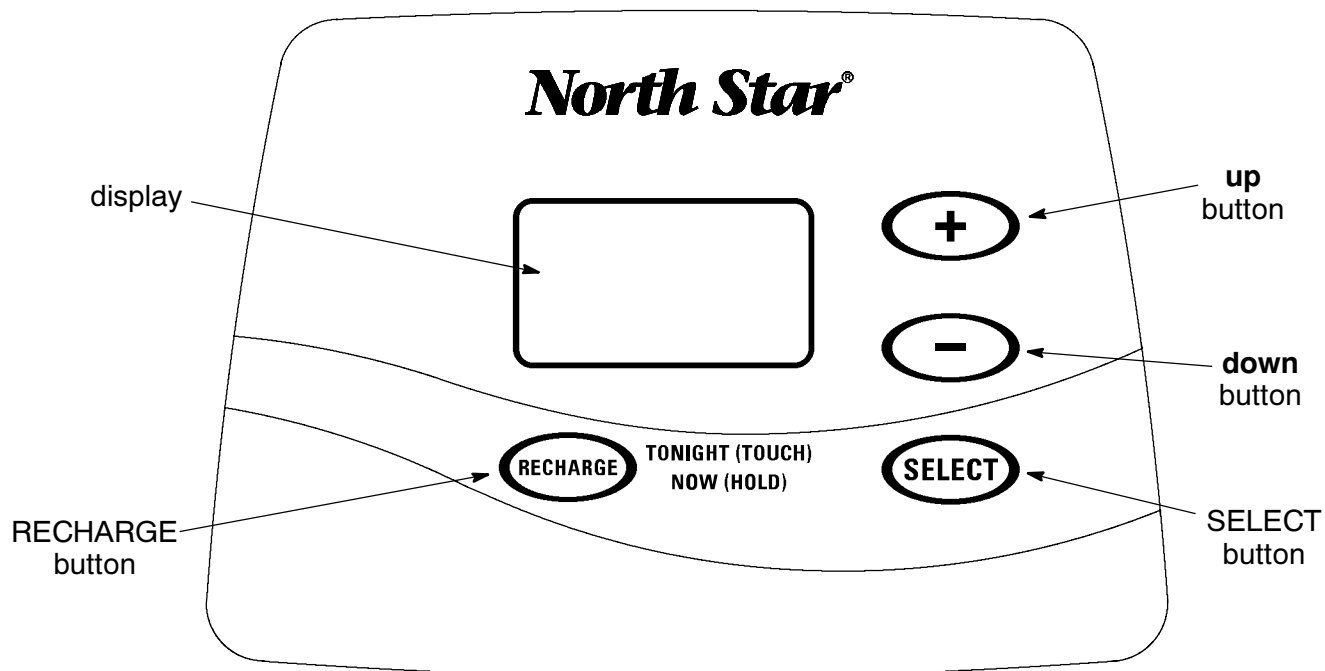 North Star®
display
+
up
button
−
down
button
RECHARGE
TONIGHT (TOUCH)
NOW (HOLD)
SELECT
RECHARGE
button
SELECT
button